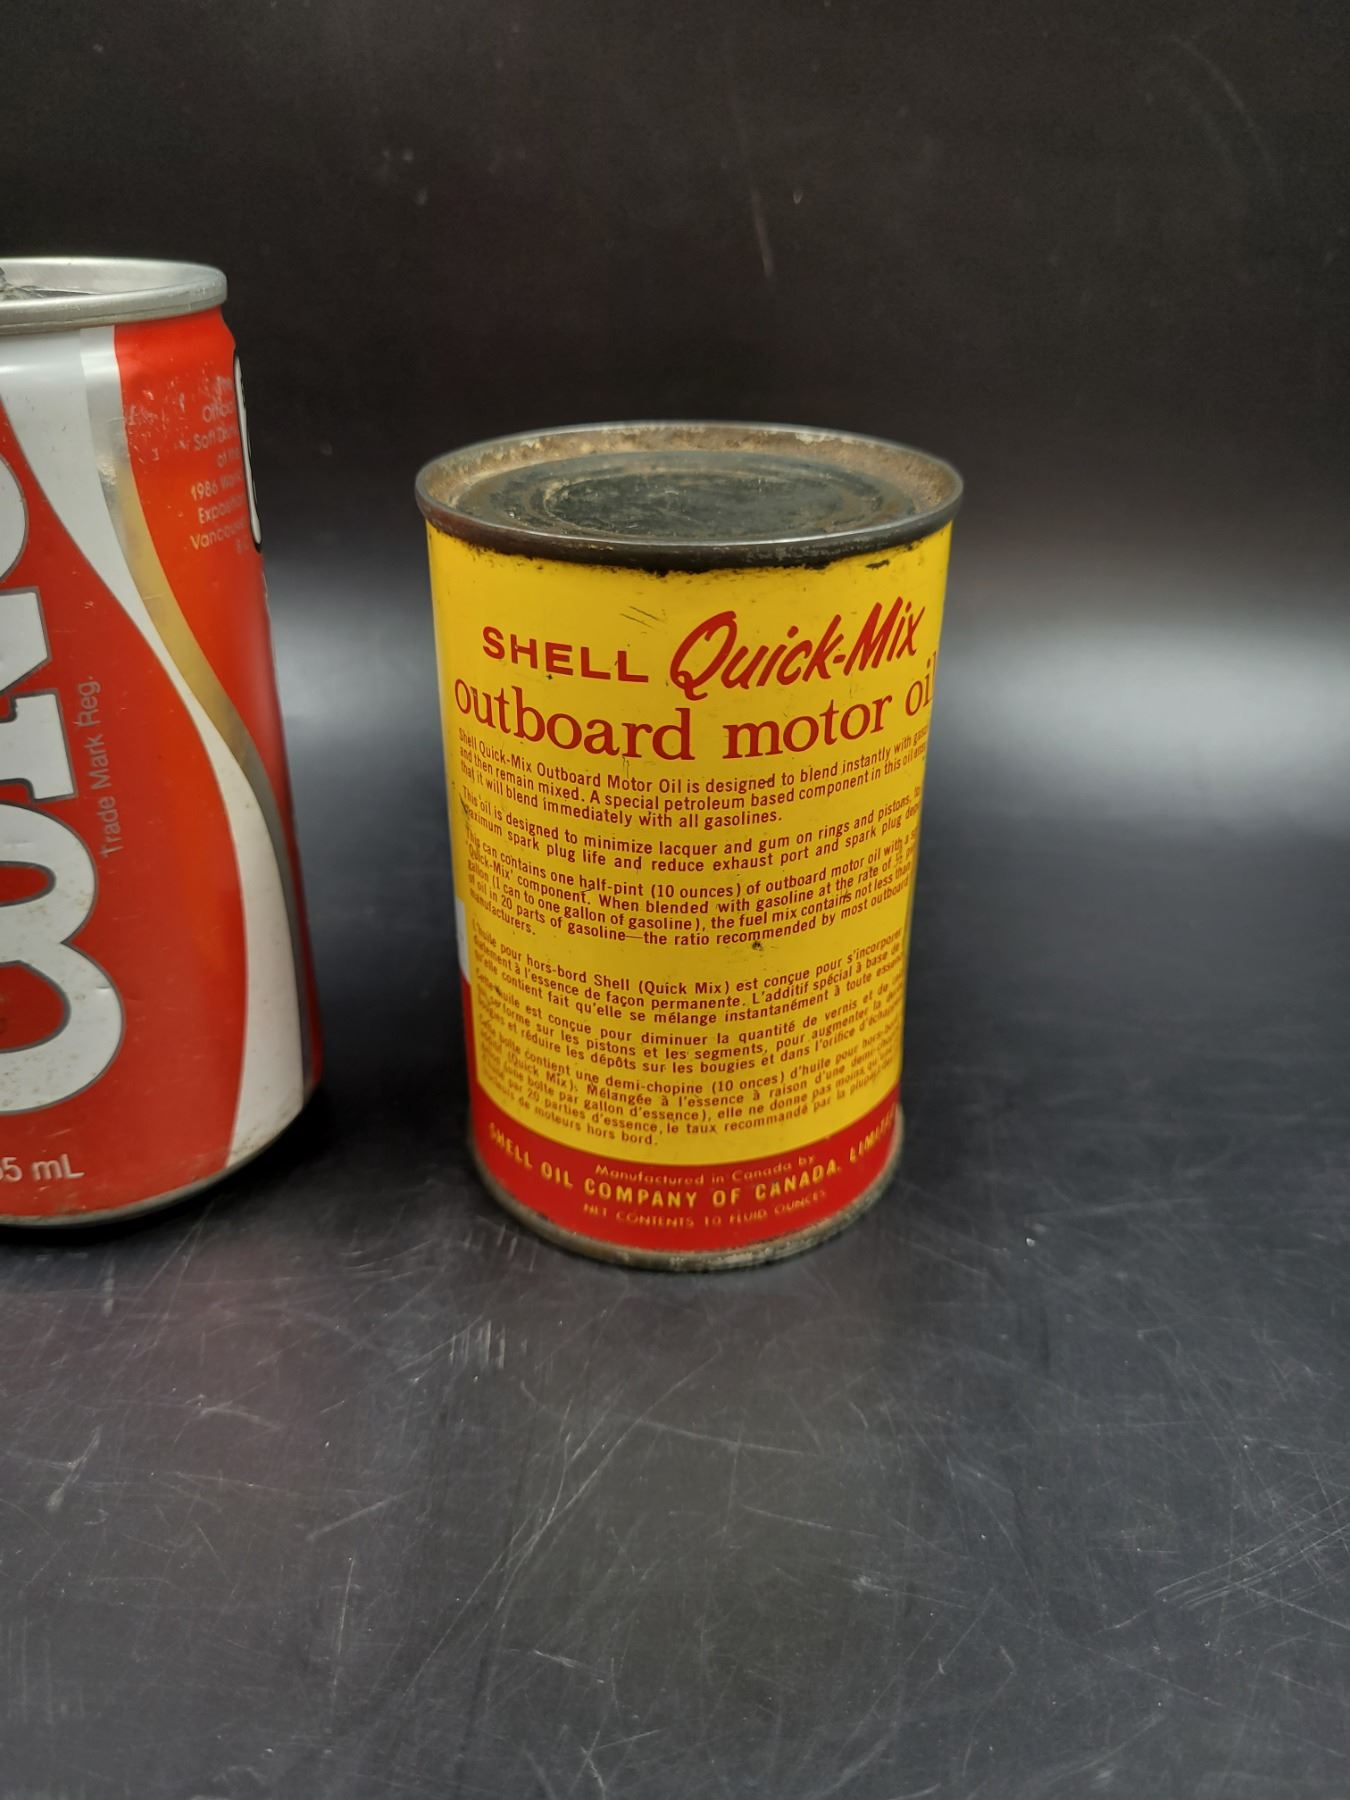 Official
Soft
of the
1986 World
Exposition
Vancouver
B.C.
Trade Mark Reg.
55 mL
SHELL Quick-Mix
outboard motor oil
Shell Quick-Mix Outboard Motor Oil is designed to blend instantly with
and then remain mixed. A special petroleum based component in this oil
that it will blend immediately with all gasolines.
This oil is designed to minimize lacquer and gum on rings and pistons,
maximum spark plug life and reduce exhaust port and spark plug
This can contains one half-pint (10 ounces) of outboard motor oil with a
'Quick-Mix' component. When blended with gasoline at the rate of ½
gallon (1 can to one gallon of gasoline), the fuel mix contains not less than
oil in 20 parts of gasoline—the ratio recommended by most outboard
manufacturers.
L'huile pour hors-bord Shell (Quick Mix) est conçue pour s'incorporer
à l'essence de façon permanente. L'additif spécial à base de
qu'elle contient fait qu'elle se mélange instantanément à toute
Cette huile est conçue pour diminuer la quantité de vernis et de
se forme sur les pistons et les segments, pour augmenter la
bougies et réduire les dépôts sur les bougies et dans l'orifice
Cette boîte contient une demi-chopine (10 onces) d'huile pour hors-bord
(Quick Mix). Mélangée à l'essence à raison d'une
(une boîte par gallon d'essence), elle ne donne pas moins
par 20 parties d'essence, le taux recommandé par la plupart
de moteurs hors bord.
Manufactured in Canada by
SHELL OIL COMPANY OF CANADA, LIMITED
NET CONTENTS 10 FLUID OUNCES